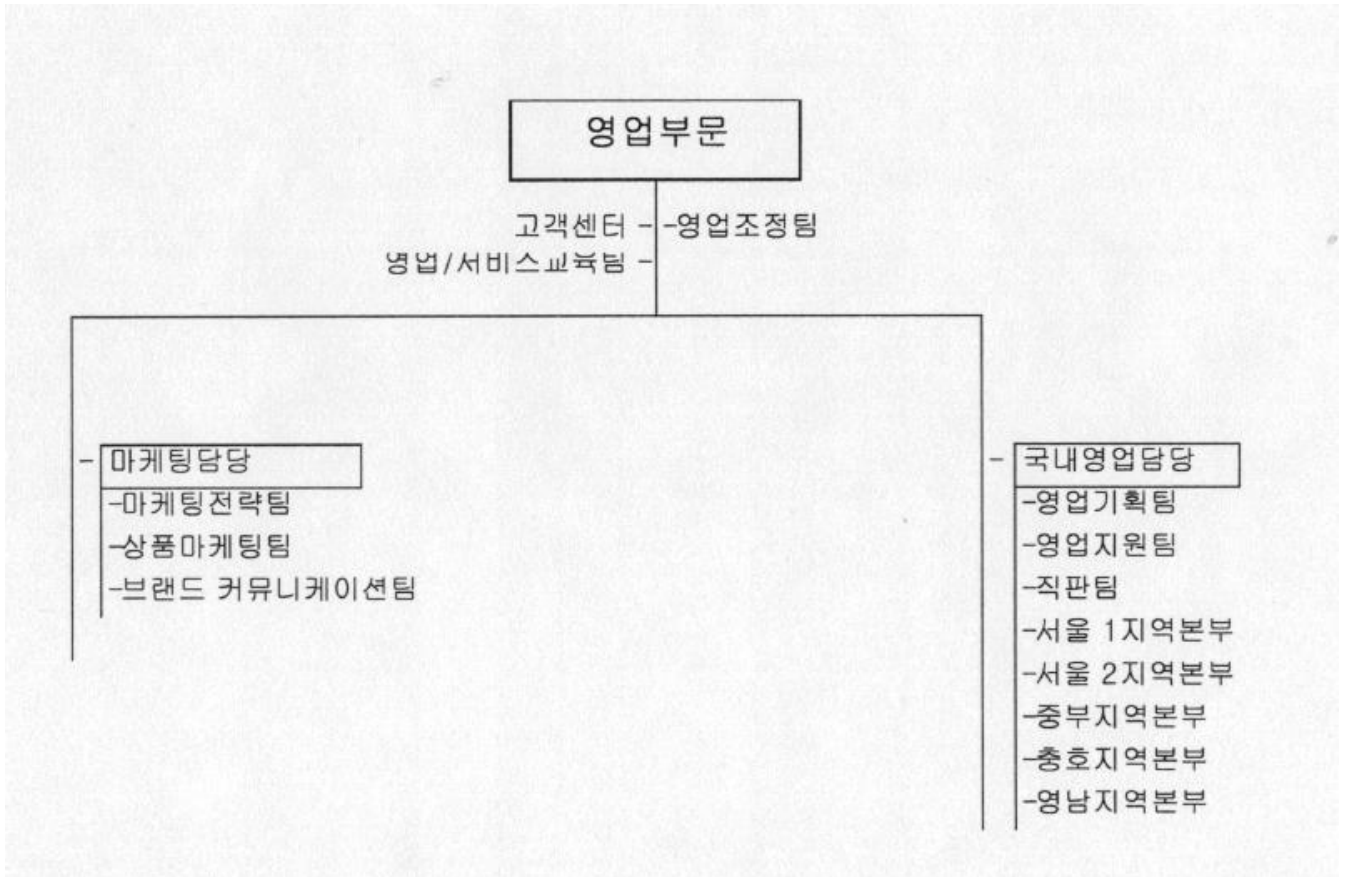 영업부문
고객센터 - -영업조정팀
영업/서비스교육팀 -
- 마케팅담당
-마케팅전략팀
-상품마케팅팀
-브랜드 커뮤니케이션팀
- 국내영업담당
-영업기획팀
-영업지원팀
-직판팀
-서울 1지역본부
-서울 2지역본부
-중부지역본부
-충호지역본부
-영남지역본부